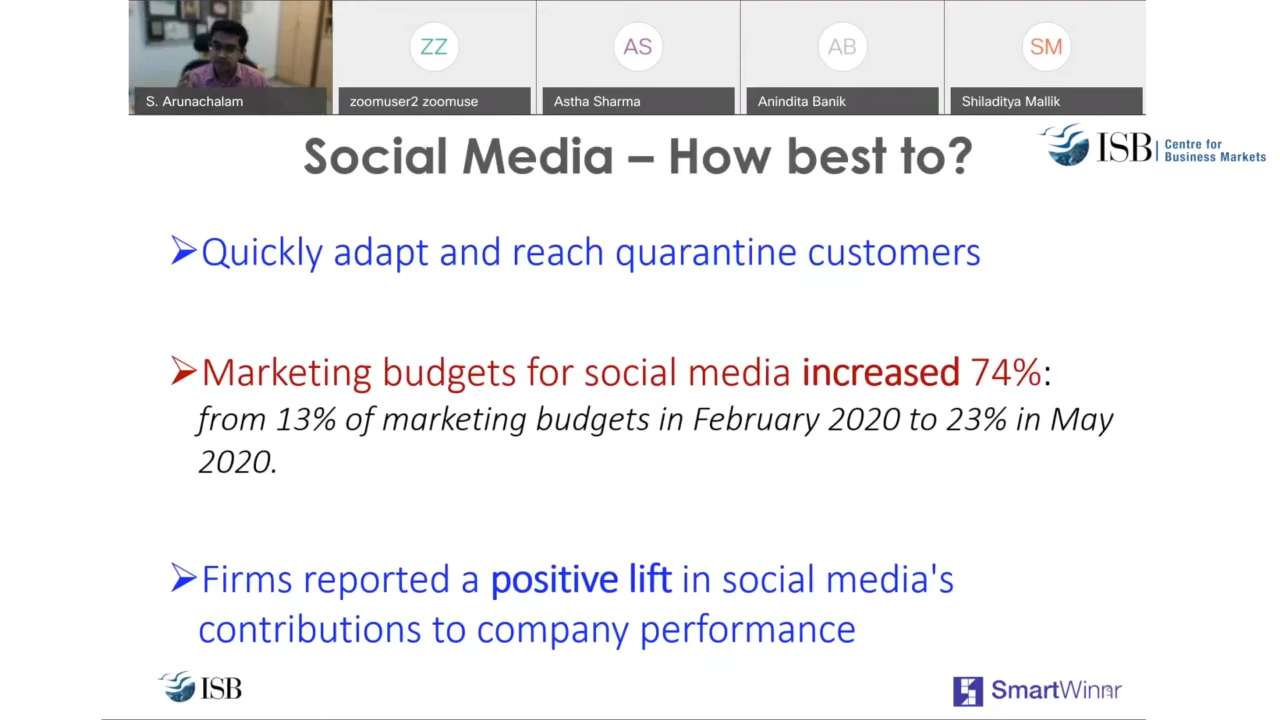 ZZ
AS
AB
SM
S. Arunachalam
zoomuser2 zoomuse
Astha Sharma
Anindita Banik
Shiladitya Mallik
Social Media – How best to?
ISB
Centre for
Business Markets
➢Quickly adapt and reach quarantine customers
➢Marketing budgets for social media increased 74%:
from 13% of marketing budgets in February 2020 to 23% in May
2020.
➢Firms reported a positive lift in social media's
contributions to company performance
ISB